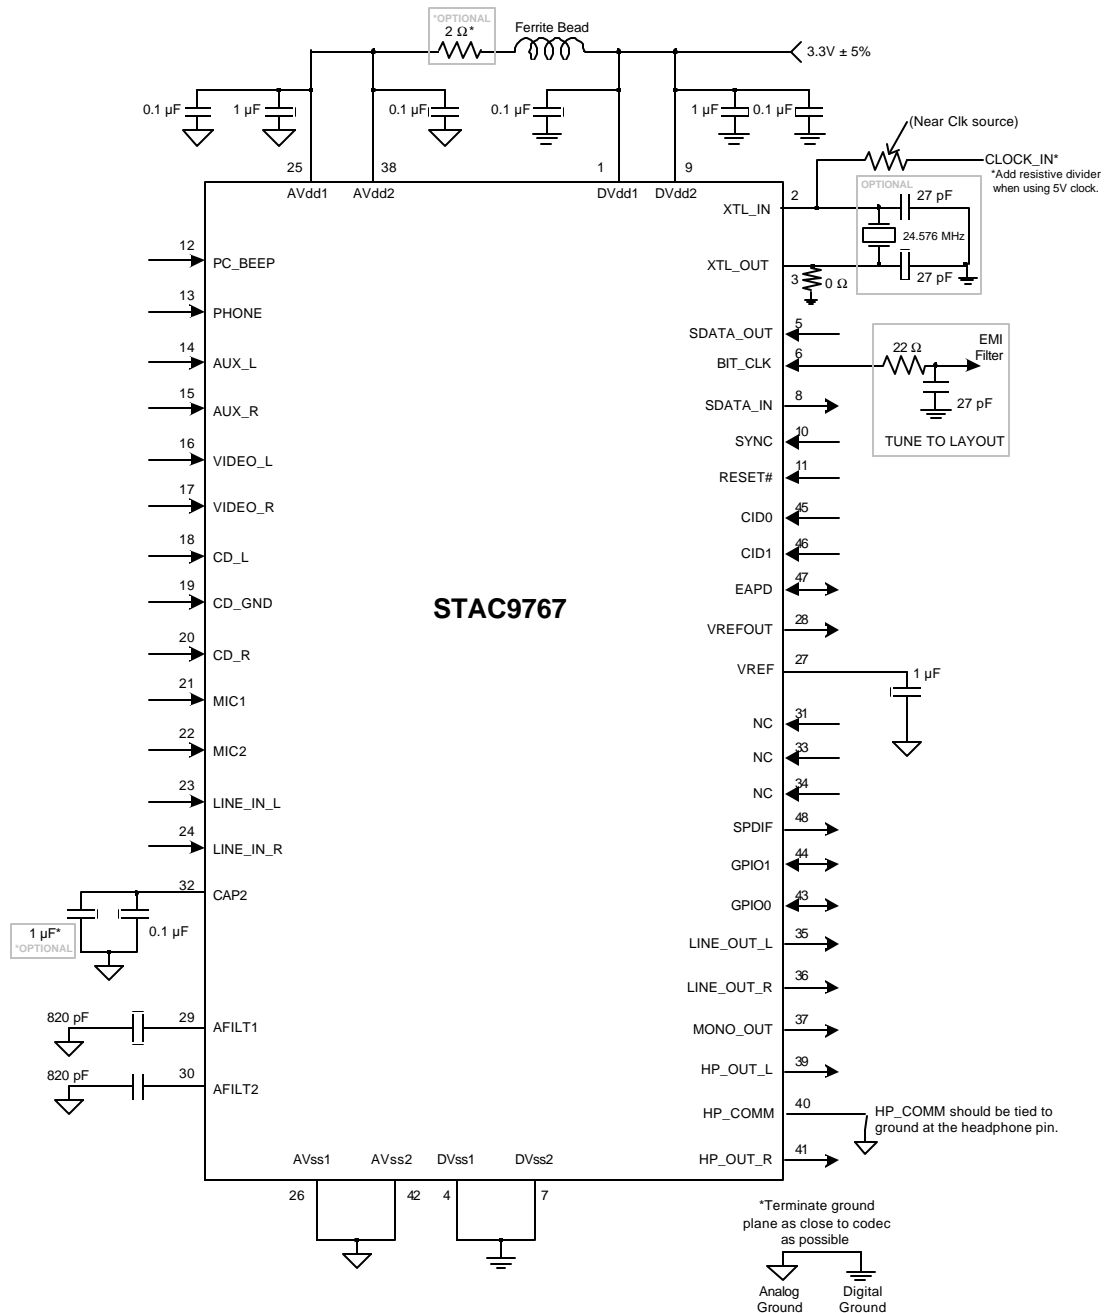 *OPTIONAL
2 Ω*
Ferrite Bead
3.3V ± 5%
0.1 µF
1 µF
0.1 µF
0.1 µF
1 µF
0.1 µF
(Near Clk source)
CLOCK_IN*
*Add resistive divider
when using 5V clock.
25
38
1
9
AVdd1
AVdd2
DVdd1
DVdd2
2
XTL_IN
OPTIONAL
27 pF
24.576 MHz
27 pF
XTL_OUT
3
0 Ω
12
PC_BEEP
13
PHONE
14
AUX_L
15
AUX_R
16
VIDEO_L
17
VIDEO_R
18
CD_L
19
CD_GND
20
CD_R
21
MIC1
22
MIC2
23
LINE_IN_L
24
LINE_IN_R
32
CAP2
1 µF*
*OPTIONAL
0.1 µF
820 pF
29
AFILT1
820 pF
30
AFILT2
STAC9767
SDATA_OUT
5
BIT_CLK
6
22 Ω
EMI
Filter
27 pF
TUNE TO LAYOUT
SDATA_IN
8
SYNC
10
RESET#
11
CID0
45
CID1
46
EAPD
47
VREFOUT
28
VREF
27
1 µF
NC
31
NC
33
NC
34
SPDIF
48
GPIO1
44
GPIO0
43
LINE_OUT_L
35
LINE_OUT_R
36
MONO_OUT
37
HP_OUT_L
39
HP_COMM
40
HP_COMM should be tied to
ground at the headphone pin.
HP_OUT_R
41
AVss1
AVss2
DVss1
DVss2
26
42
4
7
*Terminate ground
plane as close to codec
as possible
Analog
Ground
Digital
Ground